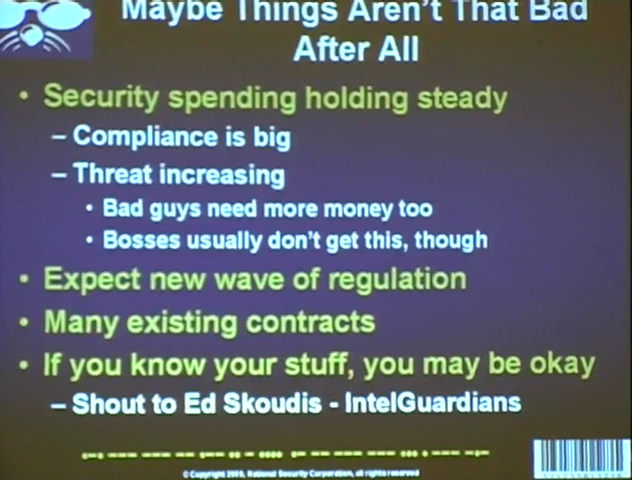 Maybe Things Aren't That Bad
After All
• Security spending holding steady
– Compliance is big
– Threat increasing
• Bad guys need more money too
• Bosses usually don't get this, though
• Expect new wave of regulation
• Many existing contracts
• If you know your stuff, you may be okay
– Shout to Ed Skoudis - IntelGuardians
© Copyright 2009, National Security Corporation, all rights reserved